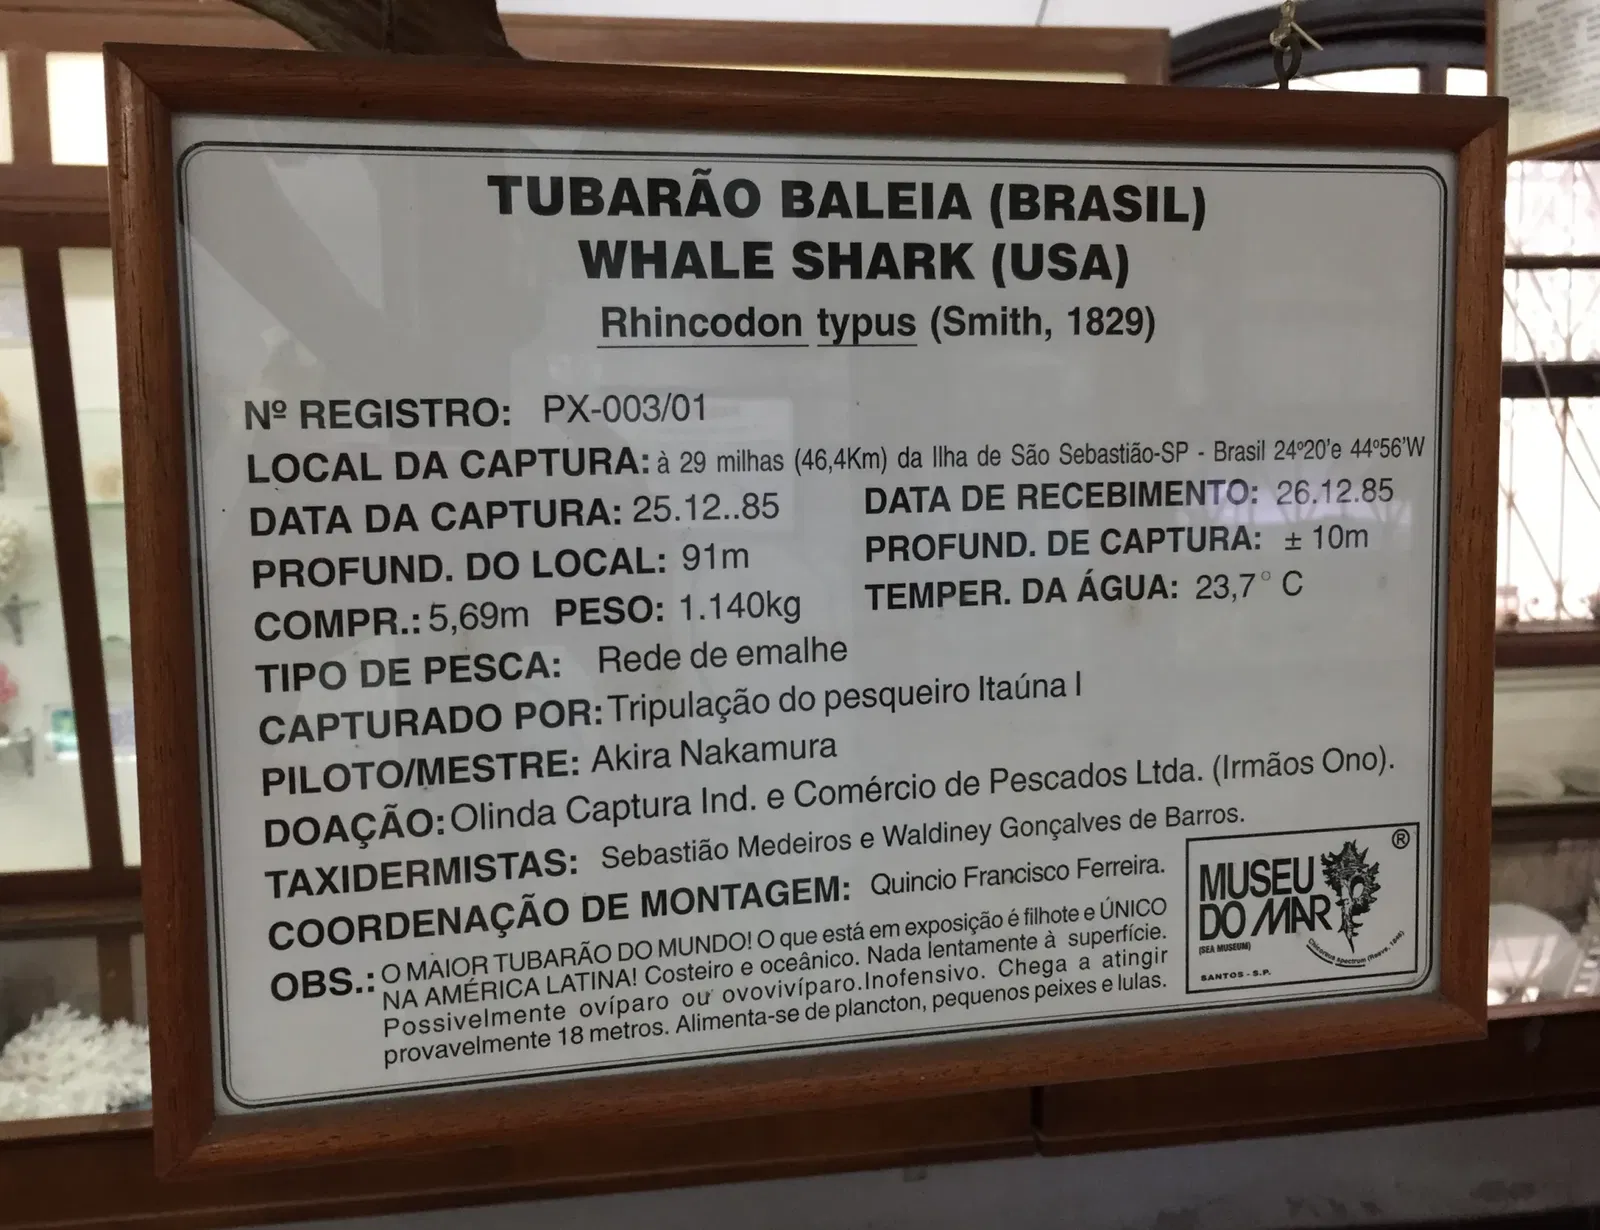 TUBARÃO BALEIA (BRASIL)
WHALE SHARK (USA)
Rhincodon typus (Smith, 1829)
Nº REGISTRO: PX-003/01
LOCAL DA CAPTURA: à 29 milhas (46,4Km) da Ilha de São Sebastião-SP - Brasil 24º20'e 44º56'W
DATA DA CAPTURA: 25.12..85 DATA DE RECEBIMENTO: 26.12.85
PROFUND. DO LOCAL: 91m PROFUND. DE CAPTURA: ± 10m
COMPR.: 5,69m PESO: 1.140kg TEMPER. DA ÁGUA: 23,7° C
TIPO DE PESCA: Rede de emalhe
CAPTURADO POR: Tripulação do pesqueiro Itaúna I
PILOTO/MESTRE: Akira Nakamura
DOAÇÃO: Olinda Captura Ind. e Comércio de Pescados Ltda. (Irmãos Ono).
TAXIDERMISTAS: Sebastião Medeiros e Waldiney Gonçalves de Barros.
COORDENAÇÃO DE MONTAGEM: Quincio Francisco Ferreira.
OBS.: O MAIOR TUBARÃO DO MUNDO! O que está em exposição é filhote e ÚNICO
NA AMÉRICA LATINA! Costeiro e oceânico. Nada lentamente à superfície.
Possivelmente ovíparo ou ovovivíparo. Inofensivo. Chega a atingir
provavelmente 18 metros. Alimenta-se de plancton, pequenos peixes e lulas.
MUSEU ®
DO MAR
(SEA MUSEUM)
Chicoreus spectrum (Reeve, 1846)
SANTOS - S.P.